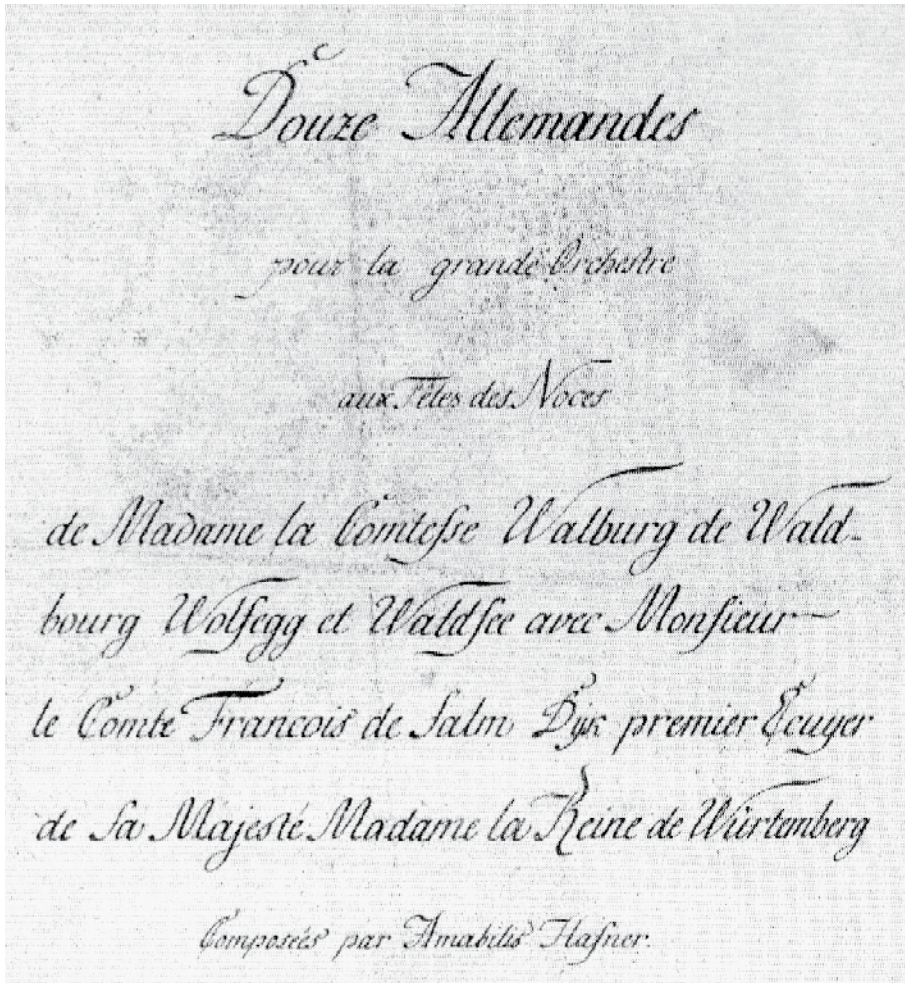 Douze Allemandes
pour la grande Orchestre
aux Fêtes des Noces
de Madame la Comtesse Walburg de Wald-
bourg Wolfegg et Waldsee avec Monsieur
le Comte Francois de Salm Dyk premier Ecuyer
de Sa Majesté Madame la Reine de Würtemberg
Composées par Amabilis Hafner.